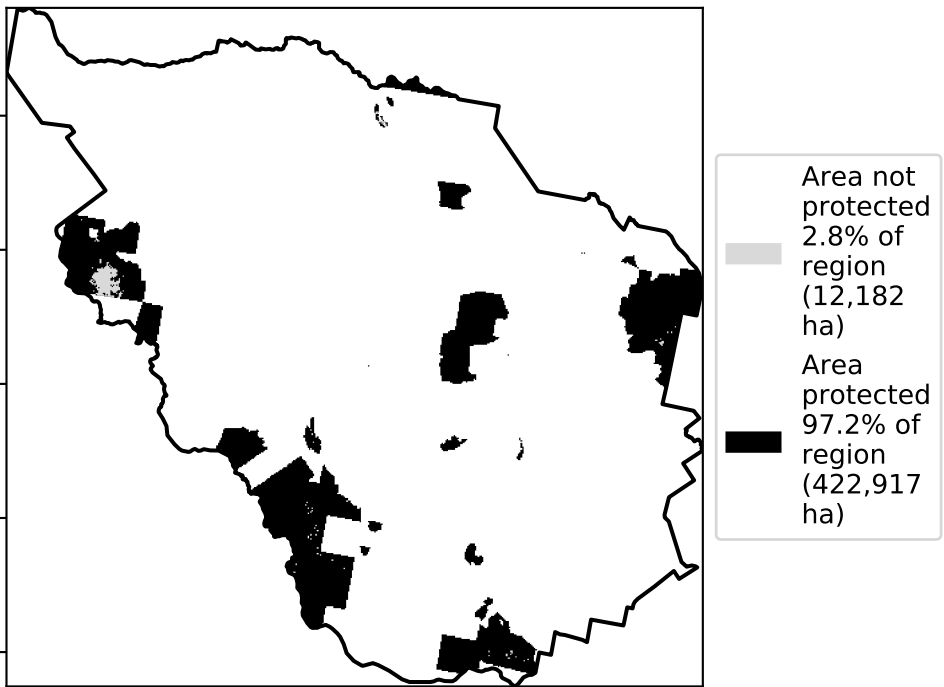 Area not
protected
2.8% of
region
(12,182
ha)
Area
protected
97.2% of
region
(422,917
ha)